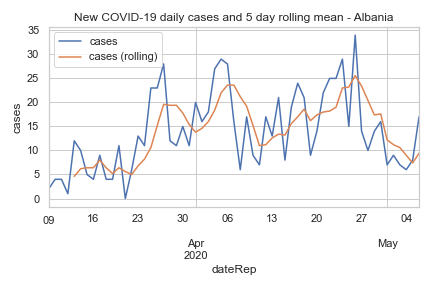 New COVID-19 daily cases and 5 day rolling mean - Albania
cases
cases (rolling)
cases
35
30
25
20
15
10
5
0
09 16 23 30 06 13 20 27 04
Apr May
2020
dateRep